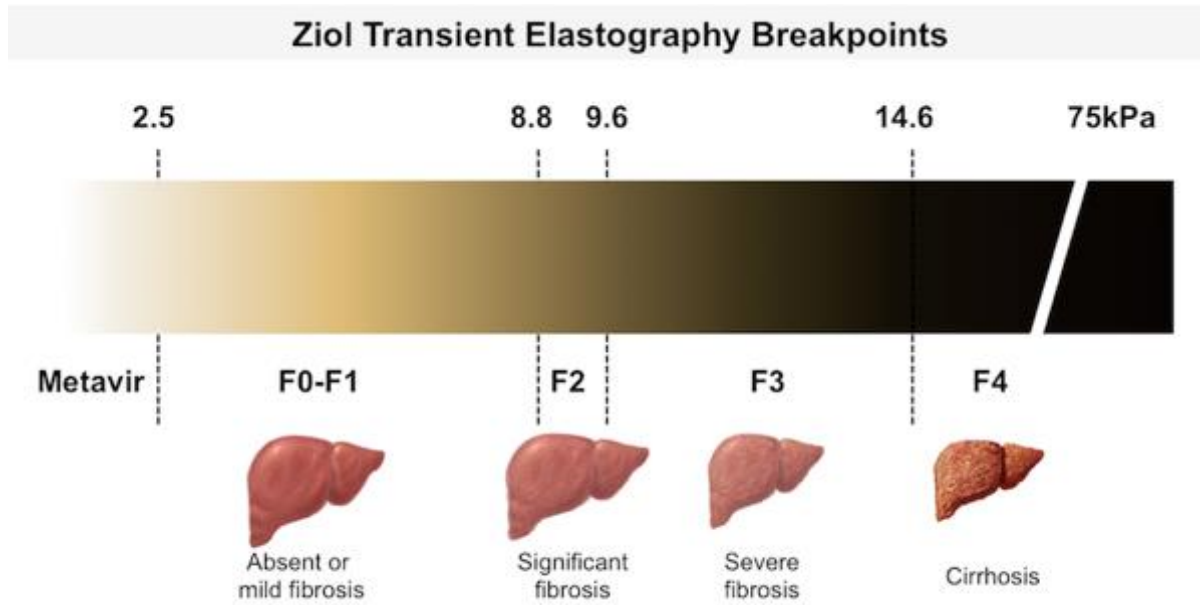 Ziol Transient Elastography Breakpoints
2.5 8.8 9.6 14.6 75kPa
Metavir F0-F1 F2 F3 F4
Absent or
mild fibrosis
Significant
fibrosis
Severe
fibrosis
Cirrhosis